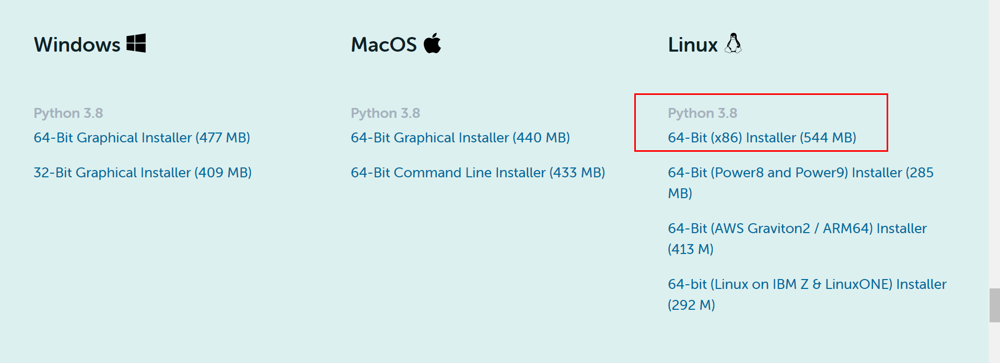 Windows
Python 3.8
64-Bit Graphical Installer (477 MB)
32-Bit Graphical Installer (409 MB)
MacOS
Python 3.8
64-Bit Graphical Installer (440 MB)
64-Bit Command Line Installer (433 MB)
Linux
Python 3.8
64-Bit (x86) Installer (544 MB)
64-Bit (Power8 and Power9) Installer (285
MB)
64-Bit (AWS Graviton2 / ARM64) Installer
(413 M)
64-bit (Linux on IBM Z & LinuxONE) Installer
(292 M)